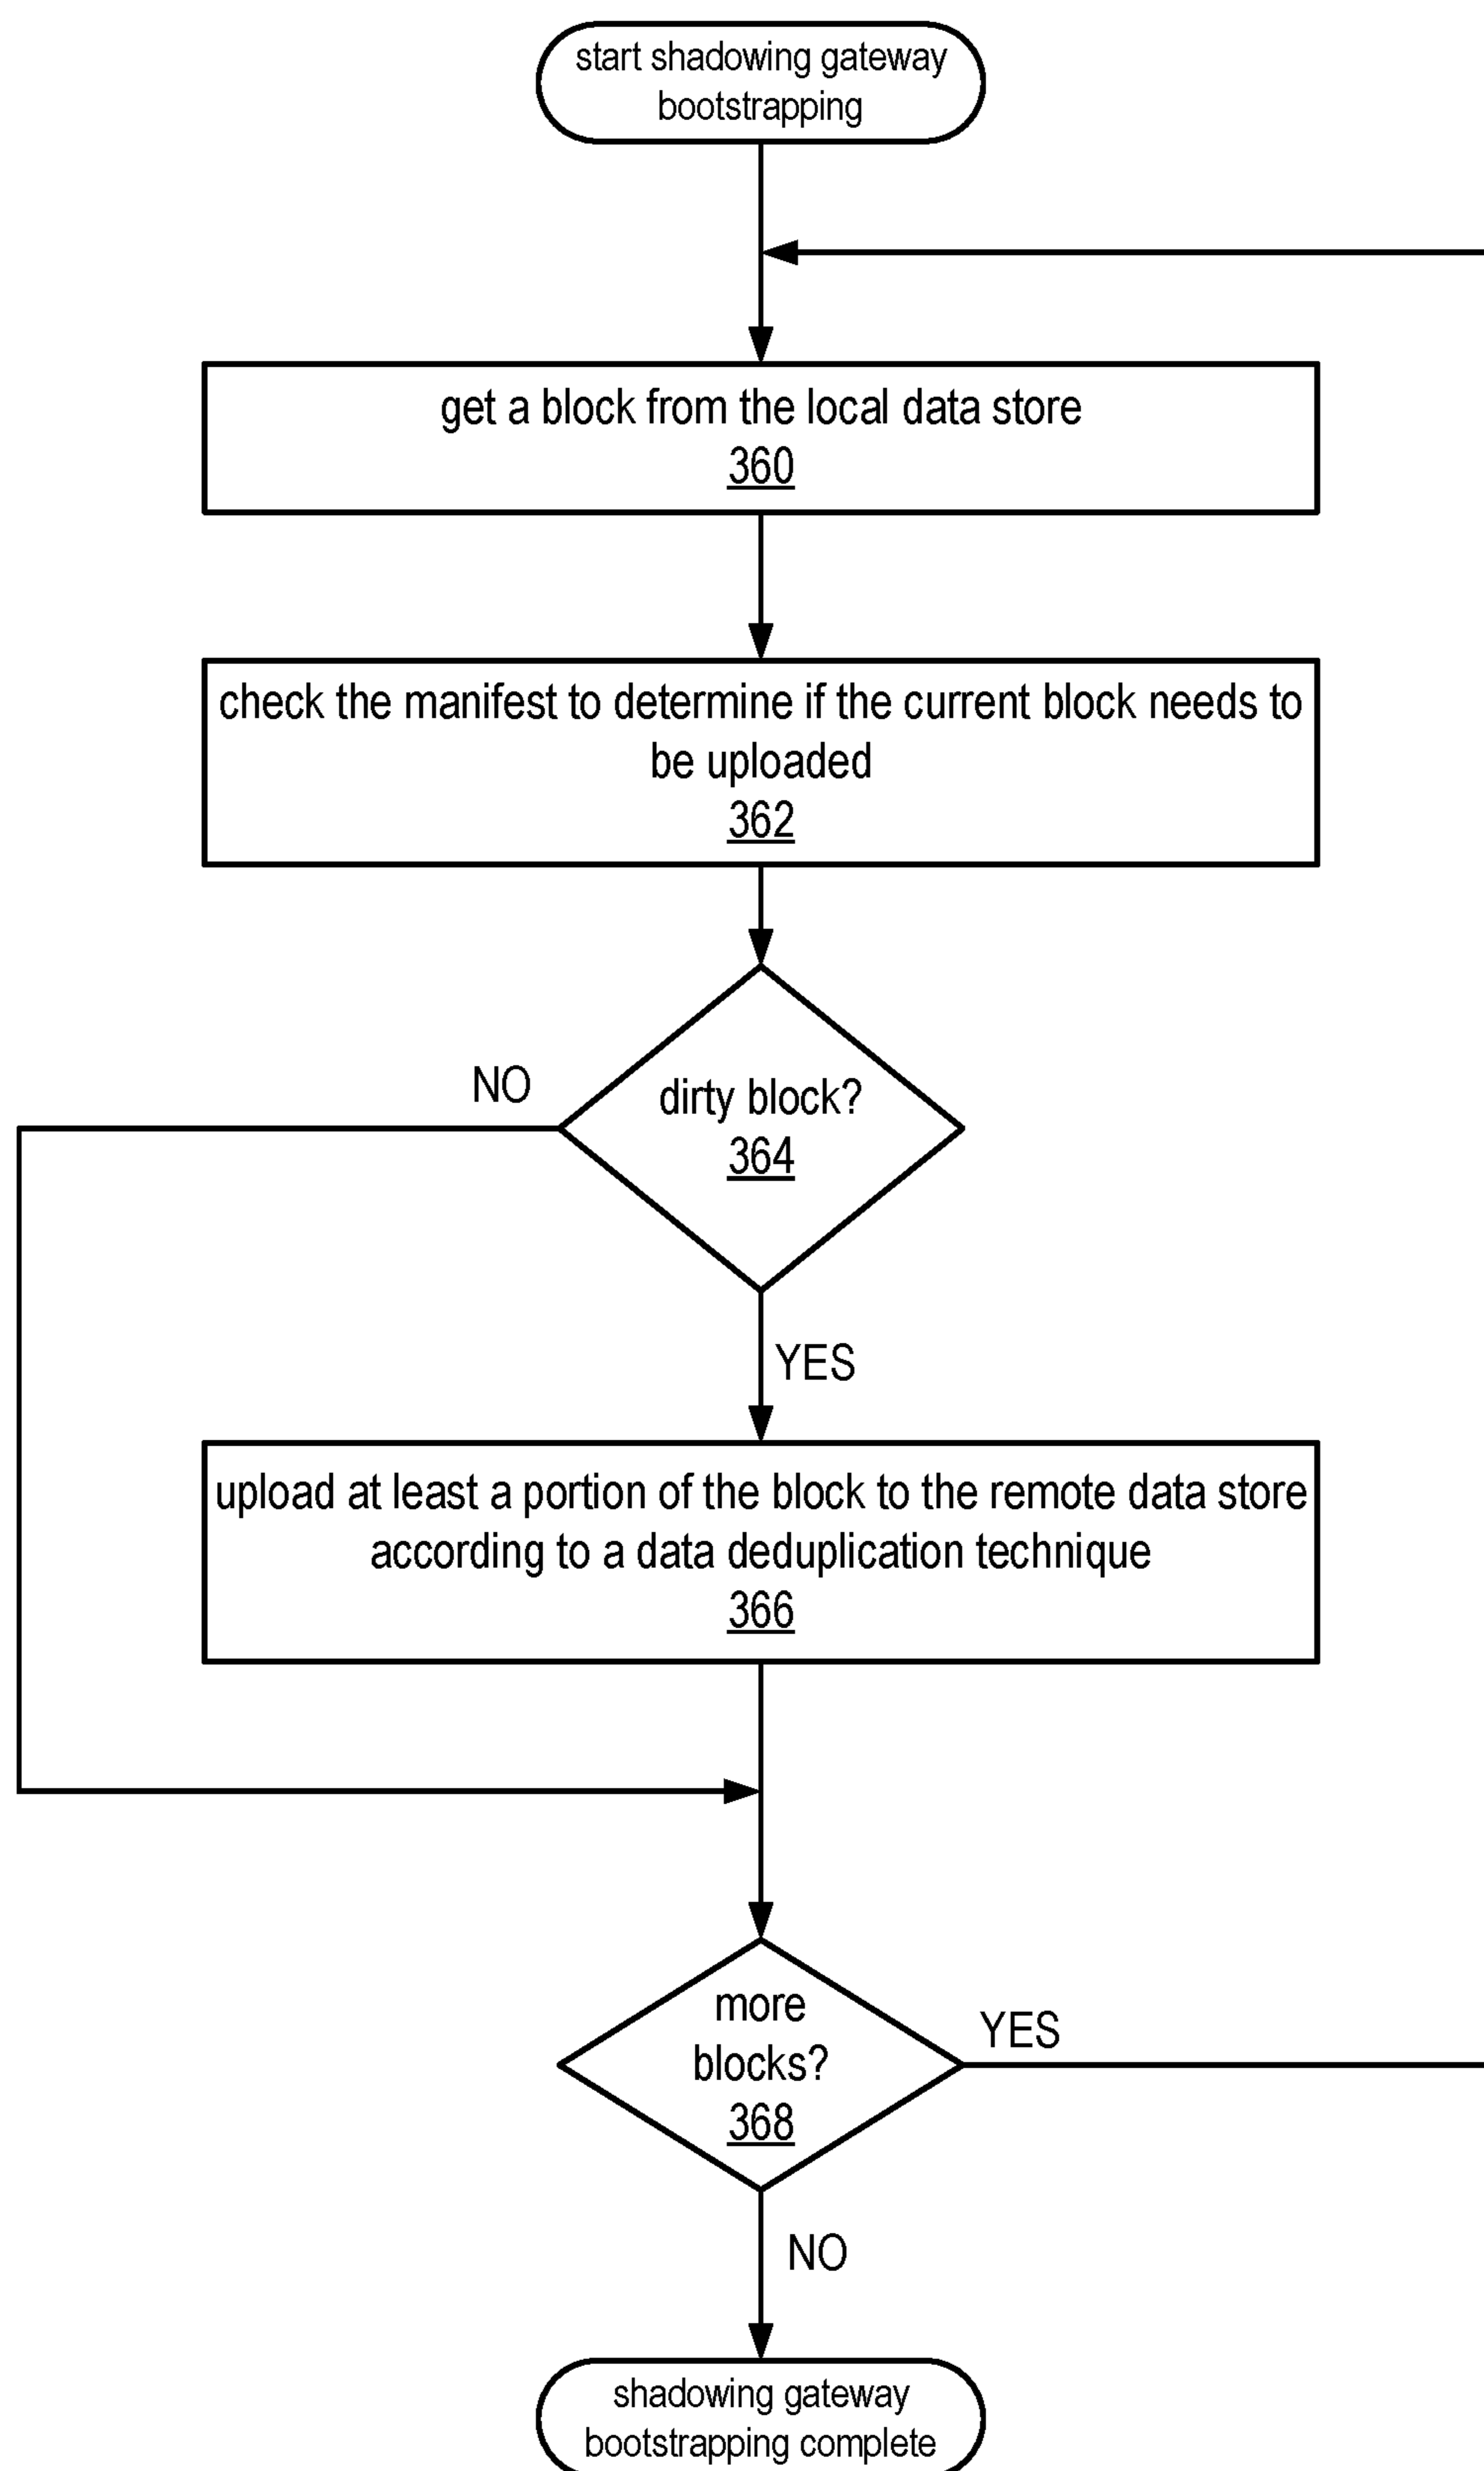 start shadowing gateway
bootstrapping
get a block from the local data store
360
check the manifest to determine if the current block needs to
be uploaded
362
dirty block?
364
NO
YES
upload at least a portion of the block to the remote data store
according to a data deduplication technique
366
more
blocks?
368
YES
NO
shadowing gateway
bootstrapping complete